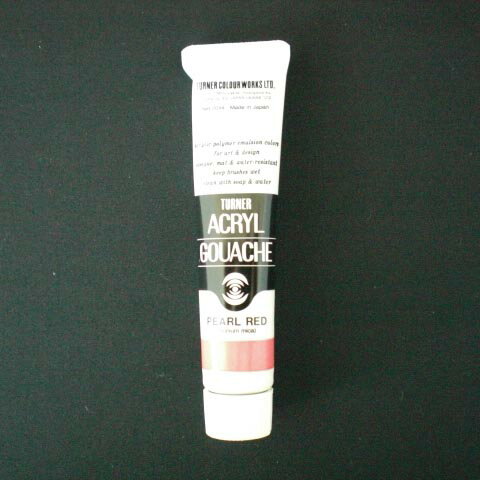 TURNER COLOUR WORKS LTD.
Made in Japan
acrylic polymer emulsion colors
for art & design
opaque, mat & water-resistant
keep brushes wet
clean with soap & water
TURNER
ACRYL
GOUACHE
PEARL RED